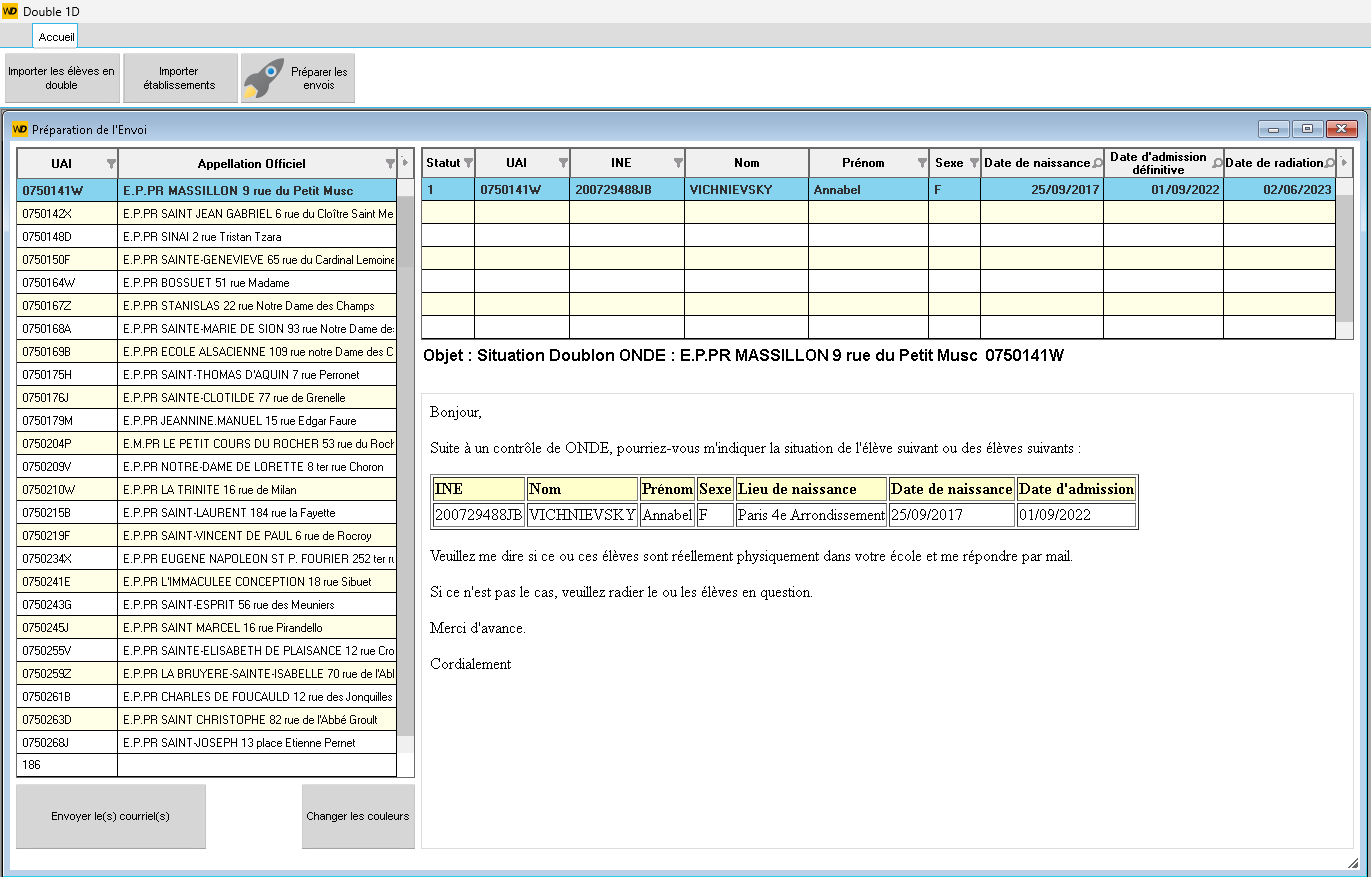 WD Double 1D
Accueil
Importer les élèves en
double
Importer
établissements
Préparer les
envois
WD Préparation de l'Envoi
UAI Appellation Officiel
0750141W E.P.PR MASSILLON 9 rue du Petit Musc
0750142X E.P.PR SAINT JEAN GABRIEL 6 rue du Cloître Saint Me
0750148D E.P.PR SINAI 2 rue Tristan Tzara
0750150F E.P.PR SAINTE-GENEVIEVE 65 rue du Cardinal Lemoine
0750164W E.P.PR BOSSUET 51 rue Madame
0750167Z E.P.PR STANISLAS 22 rue Notre Dame des Champs
0750168A E.P.PR SAINTE-MARIE DE SION 93 rue Notre Dame de
0750169B E.P.PR ECOLE ALSACIENNE 109 rue notre Dame des C
0750175H E.P.PR SAINT-THOMAS D'AQUIN 7 rue Perronet
0750176J E.P.PR SAINTE-CLOTILDE 77 rue de Grenelle
0750179M E.P.PR JEANNINE.MANUEL 15 rue Edgar Faure
0750204P E.M.PR LE PETIT COURS DU ROCHER 53 rue du Roch
0750209V E.P.PR NOTRE-DAME DE LORETTE 8 ter rue Choron
0750210W E.P.PR LA TRINITE 16 rue de Milan
0750215B E.P.PR SAINT-LAURENT 184 rue la Fayette
0750219F E.P.PR SAINT-VINCENT DE PAUL 6 rue de Rocroy
0750234X E.P.PR EUGENE NAPOLEON ST P. FOURIER 252 ter r
0750241E E.P.PR L'IMMACULEE CONCEPTION 18 rue Sibuet
0750243G E.P.PR SAINT-ESPRIT 56 rue des Meuniers
0750245J E.P.PR SAINT MARCEL 16 rue Pirandello
0750255V E.P.PR SAINTE-ELISABETH DE PLAISANCE 12 rue Cro
0750259Z E.P.PR LA BRUYERE-SAINTE-ISABELLE 70 rue de l'Abl
0750261B E.P.PR CHARLES DE FOUCAULD 12 rue des Jonquilles
0750263D E.P.PR SAINT CHRISTOPHE 82 rue de l'Abbé Groult
0750268J E.P.PR SAINT-JOSEPH 13 place Etienne Pernet
186
Envoyer le(s) courriel(s)
Changer les couleurs
Statut UAI INE Nom Prénom Sexe Date de naissance Date d'admission définitive Date de radiation
1 0750141W 200729488JB VICHNIEVSKY Annabel F 25/09/2017 01/09/2022 02/06/2023
Objet : Situation Doublon ONDE : E.P.PR MASSILLON 9 rue du Petit Musc 0750141W
Bonjour,
Suite à un contrôle de ONDE, pourriez-vous m'indiquer la situation de l'élève suivant ou des élèves suivants :
INE Nom Prénom Sexe Lieu de naissance Date de naissance Date d'admission
200729488JB VICHNIEVSKY Annabel F Paris 4e Arrondissement 25/09/2017 01/09/2022
Veuillez me dire si ce ou ces élèves sont réellement physiquement dans votre école et me répondre par mail.
Si ce n'est pas le cas, veuillez radier le ou les élèves en question.
Merci d'avance.
Cordialement